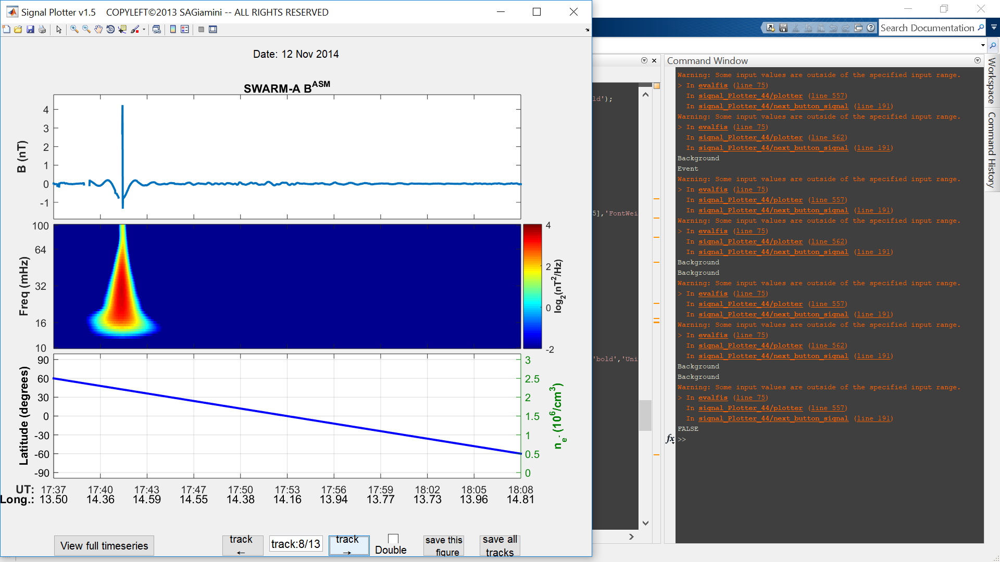 Signal Plotter v1.5 COPYLEFT©2013 SAGiamini -- ALL RIGHTS RESERVED
Date: 12 Nov 2014
SWARM-A B^ASM
B (nT)
4
3
2
1
0
-1
Freq (mHz)
100
64
32
16
10
4
2
0
-2
log2(nT^2/Hz)
Latitude (degrees)
90
60
30
0
-30
-60
-90
3
2.5
2
1.5
1
0.5
0
ne- (10^6/cm^3)
UT: 17:37 17:40 17:43 17:47 17:50 17:53 17:56 17:59 18:02 18:05 18:08
Long.: 13.50 14.36 14.59 14.55 14.38 14.16 13.94 13.77 13.73 13.96 14.81
View full timeseries
track
←
track:8/13
track
→
Double
save this
figure
save all
tracks
Search Documentation
ld');
5],'FontWei
'bold','Uni
Command Window
Warning: Some input values are outside of the specified input range.
> In evalfis (line 75)
In signal_Plotter_44/plotter (line 557)
In signal_Plotter_44/next_button_signal (line 191)
Warning: Some input values are outside of the specified input range.
> In evalfis (line 75)
In signal_Plotter_44/plotter (line 562)
In signal_Plotter_44/next_button_signal (line 191)
Background
Event
Warning: Some input values are outside of the specified input range.
> In evalfis (line 75)
In signal_Plotter_44/plotter (line 557)
In signal_Plotter_44/next_button_signal (line 191)
Warning: Some input values are outside of the specified input range.
> In evalfis (line 75)
In signal_Plotter_44/plotter (line 562)
In signal_Plotter_44/next_button_signal (line 191)
Background
Background
Warning: Some input values are outside of the specified input range.
> In evalfis (line 75)
In signal_Plotter_44/plotter (line 557)
In signal_Plotter_44/next_button_signal (line 191)
Warning: Some input values are outside of the specified input range.
> In evalfis (line 75)
In signal_Plotter_44/plotter (line 562)
In signal_Plotter_44/next_button_signal (line 191)
Background
Background
Warning: Some input values are outside of the specified input range.
> In evalfis (line 75)
In signal_Plotter_44/plotter (line 557)
In signal_Plotter_44/next_button_signal (line 191)
FALSE
fx >>
Workspace
Command History